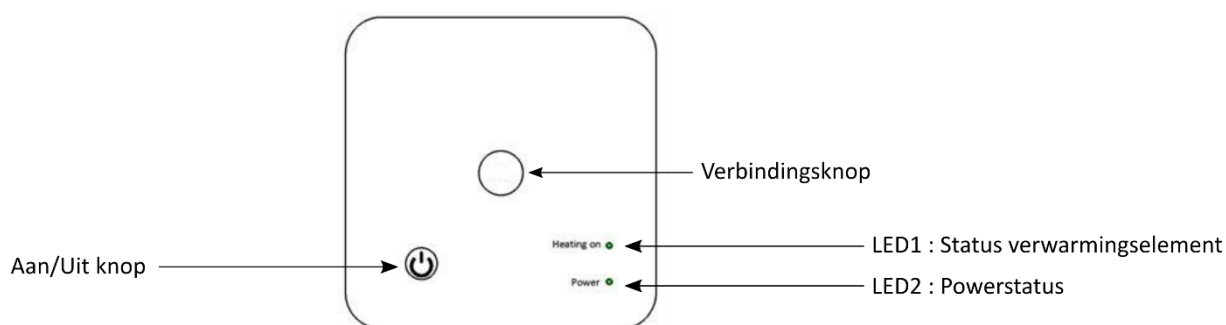 Verbindingsknop
Heating on
LED1 : Status verwarmingselement
Aan/Uit knop
Power
LED2 : Powerstatus